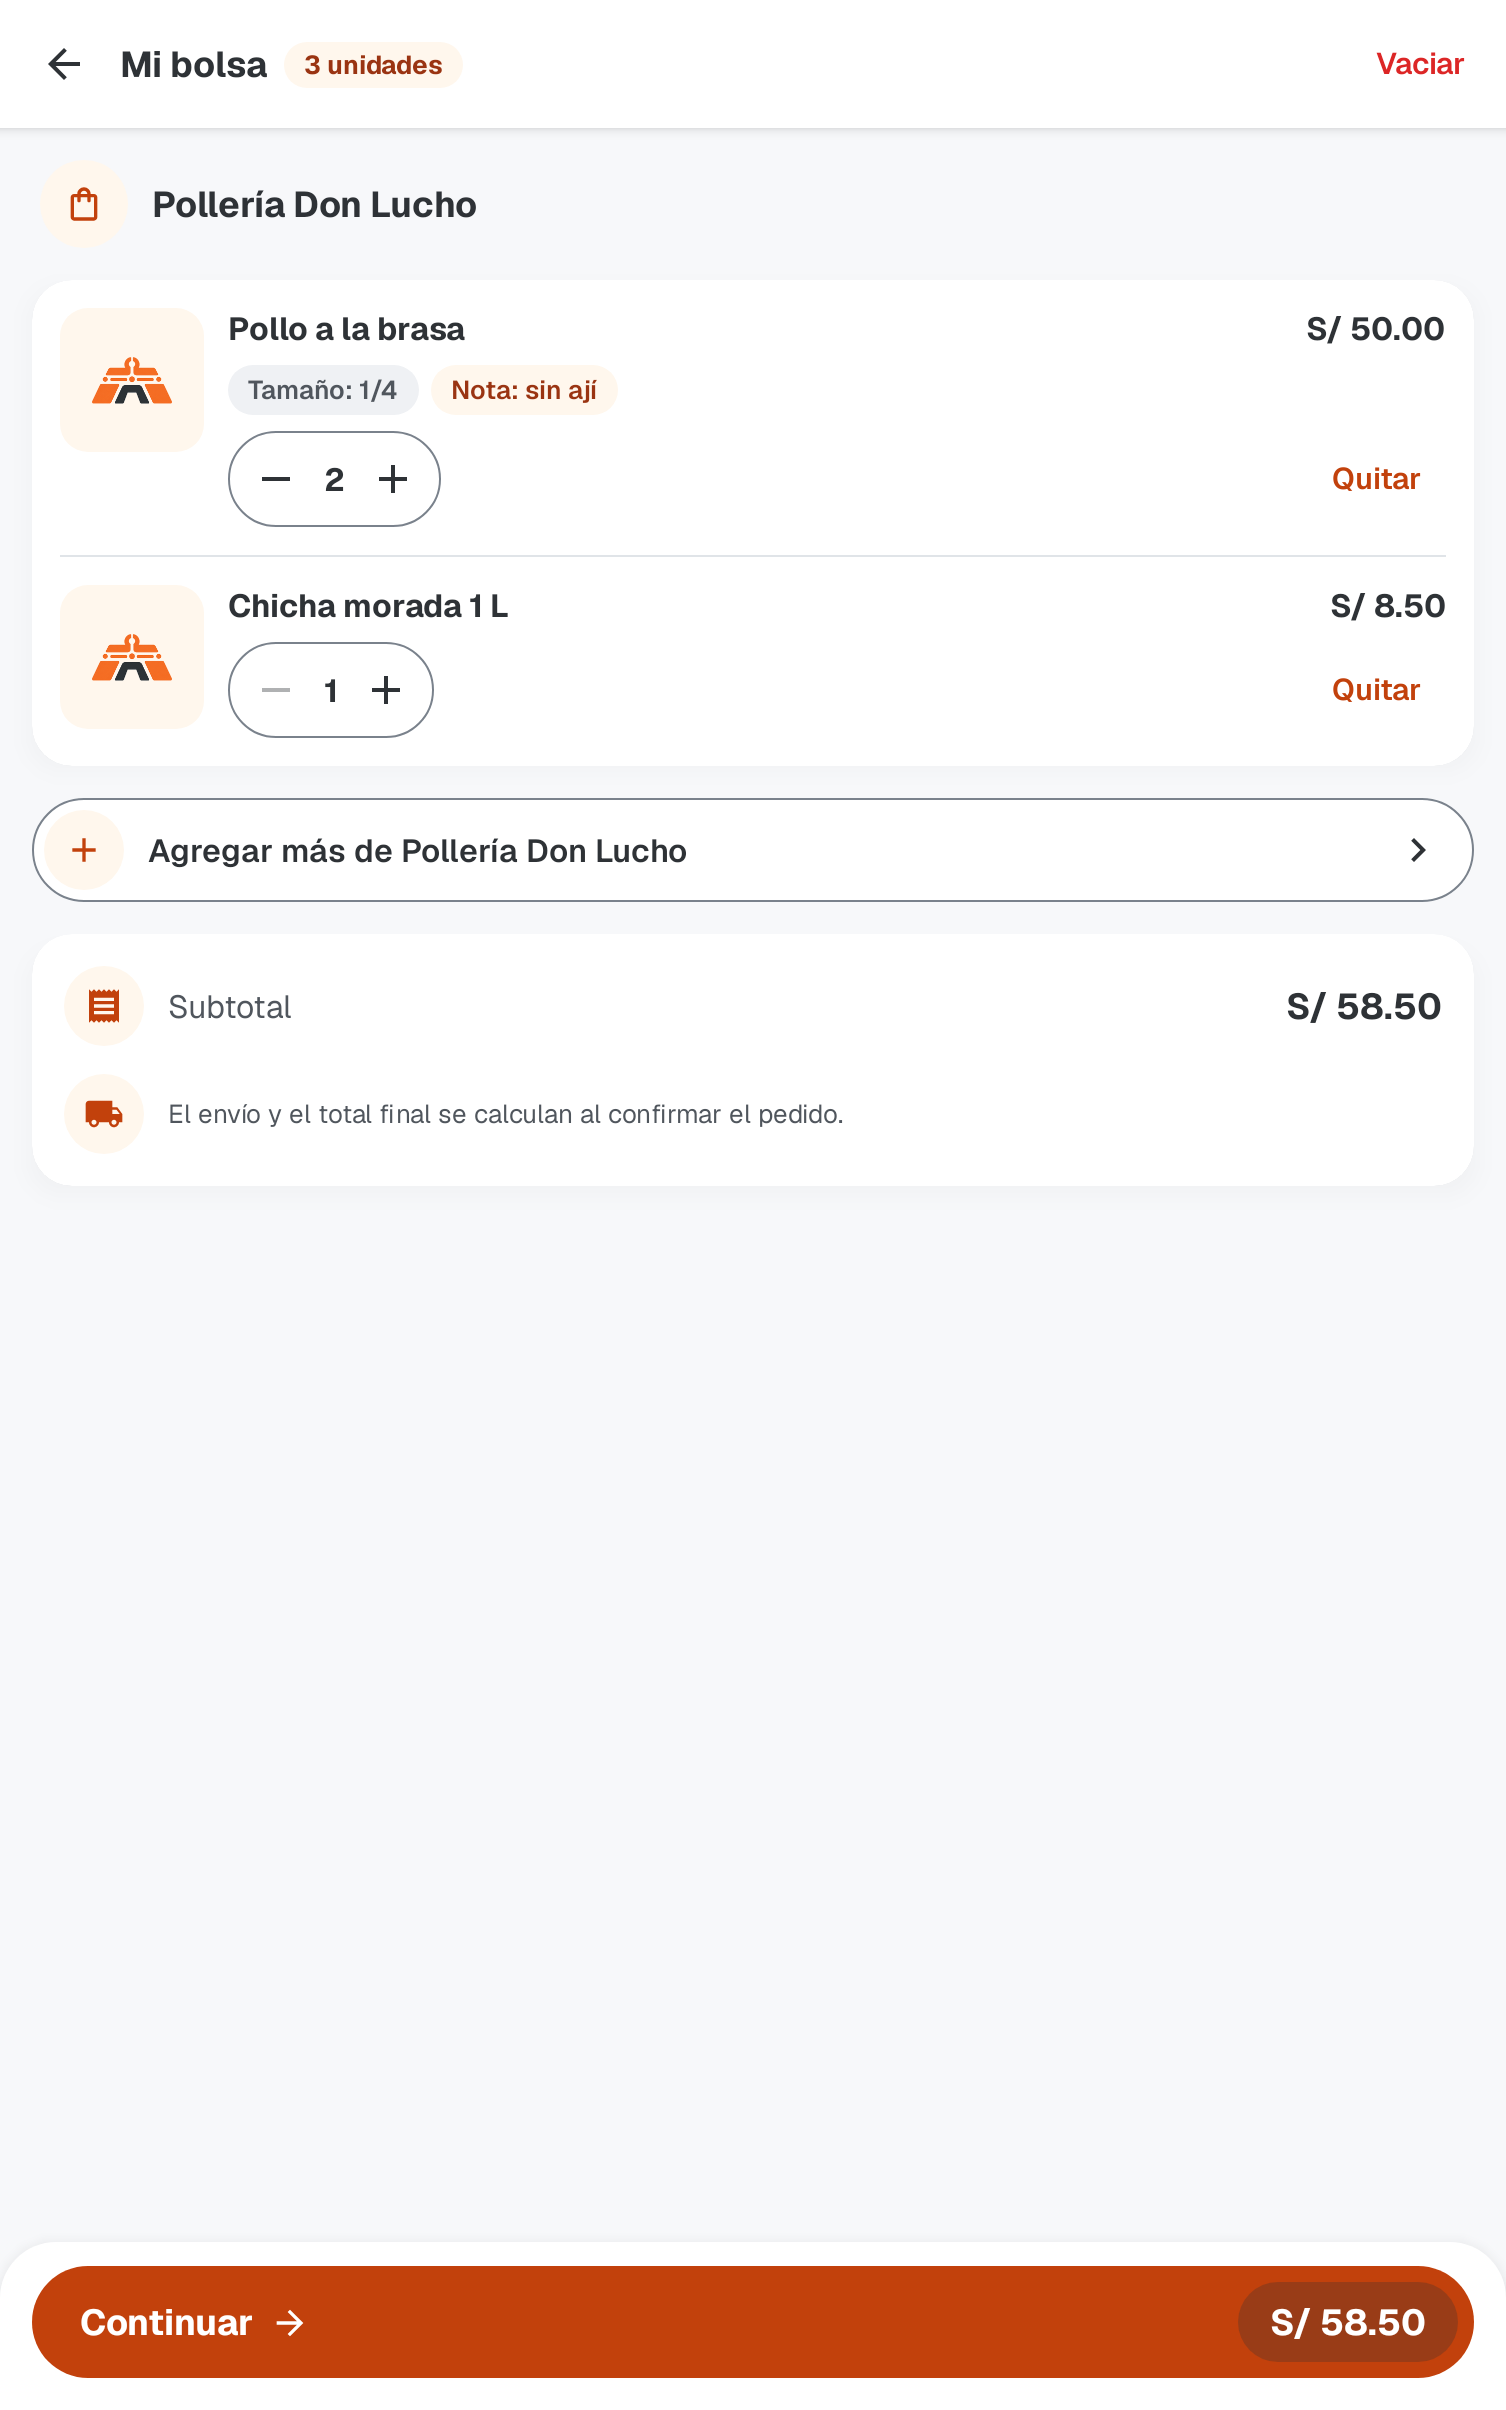 Mi bolsa 3 unidades Vaciar
Pollería Don Lucho
Pollo a la brasa S/ 50.00
Tamaño: 1/4 Nota: sin ají
2 Quitar
Chicha morada 1 L S/ 8.50
1 Quitar
Agregar más de Pollería Don Lucho
Subtotal S/ 58.50
El envío y el total final se calculan al confirmar el pedido.
Continuar S/ 58.50